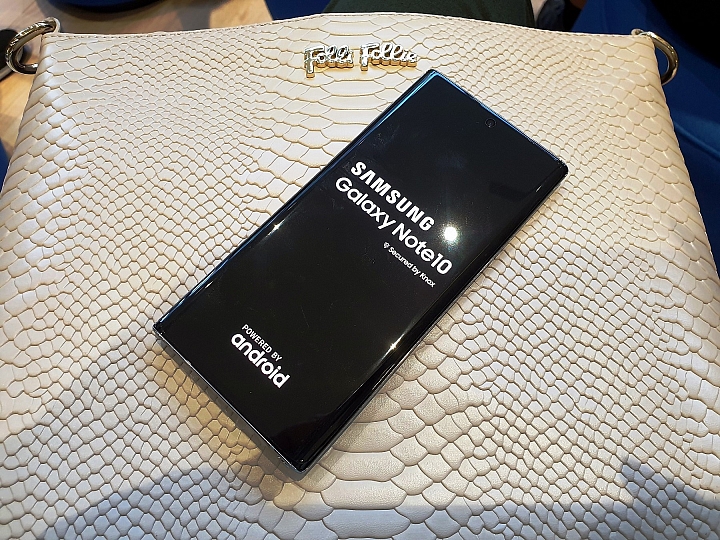 Folli Follie
SAMSUNG
Galaxy Note10
Secured by Knox
POWERED BY
android